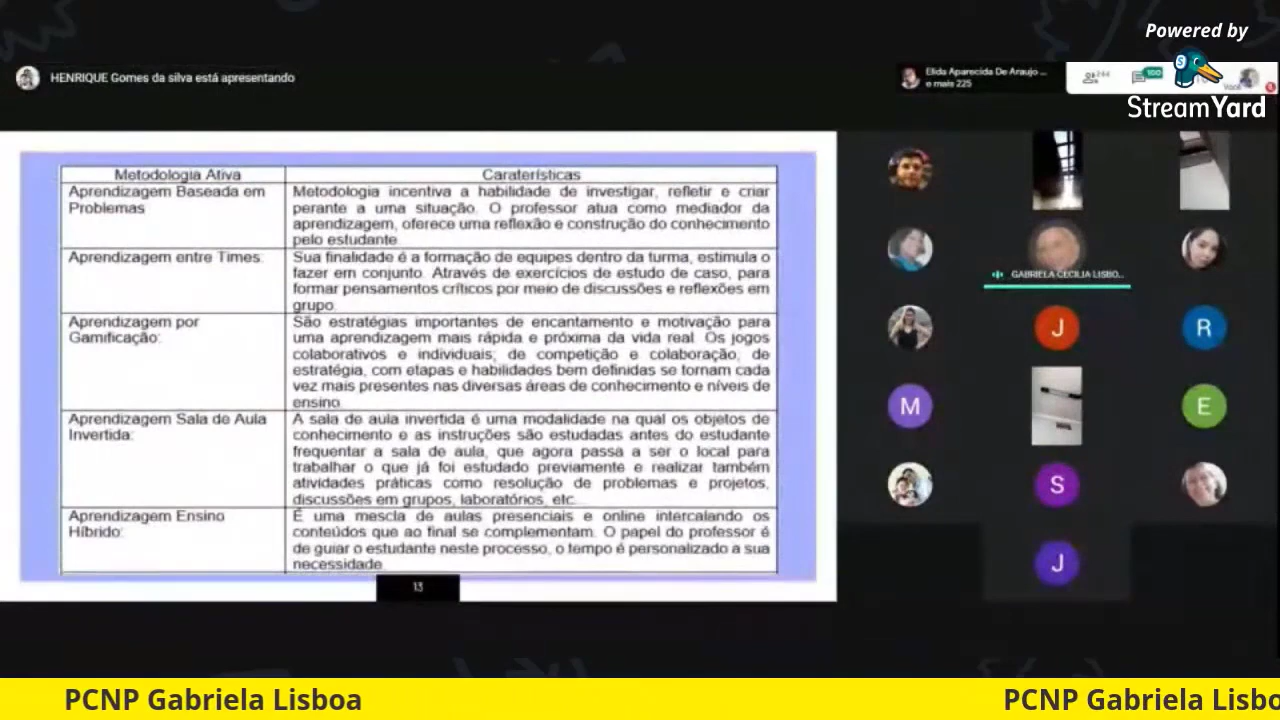 Powered by
StreamYard
HENRIQUE Gomes da silva está apresentando
Elida Aparecida De Araujo ...
e mais 225
244
100
Metodologia Ativa
Caraterísticas
Aprendizagem Baseada em
Problemas
Metodologia incentiva a habilidade de investigar, refletir e criar
perante a uma situação. O professor atua como mediador da
aprendizagem, oferece uma reflexão e construção do conhecimento
pelo estudante.
Aprendizagem entre Times:
Sua finalidade é a formação de equipes dentro da turma, estimula o
fazer em conjunto. Através de exercícios de estudo de caso, para
formar pensamentos críticos por meio de discussões e reflexões em
grupo.
Aprendizagem por
Gamificação:
São estratégias importantes de encantamento e motivação para
uma aprendizagem mais rápida e próxima da vida real. Os jogos
colaborativos e individuais; de competição e colaboração, de
estratégia, com etapas e habilidades bem definidas se tornam cada
vez mais presentes nas diversas áreas de conhecimento e níveis de
ensino.
Aprendizagem Sala de Aula
Invertida:
A sala de aula invertida é uma modalidade na qual os objetos de
conhecimento e as instruções são estudadas antes do estudante
frequentar a sala de aula, que agora passa a ser o local para
trabalhar o que já foi estudado previamente e realizar também
atividades práticas como resolução de problemas e projetos,
discussões em grupos, laboratórios, etc.
Aprendizagem Ensino
Híbrido:
É uma mescla de aulas presenciais e online intercalando os
conteúdos que ao final se complementam. O papel do professor é
de guiar o estudante neste processo, o tempo é personalizado a sua
necessidade.
13
GABRIELA CECILIA LISBO...
J
R
M
E
S
J
PCNP Gabriela Lisboa
PCNP Gabriela Lisbo